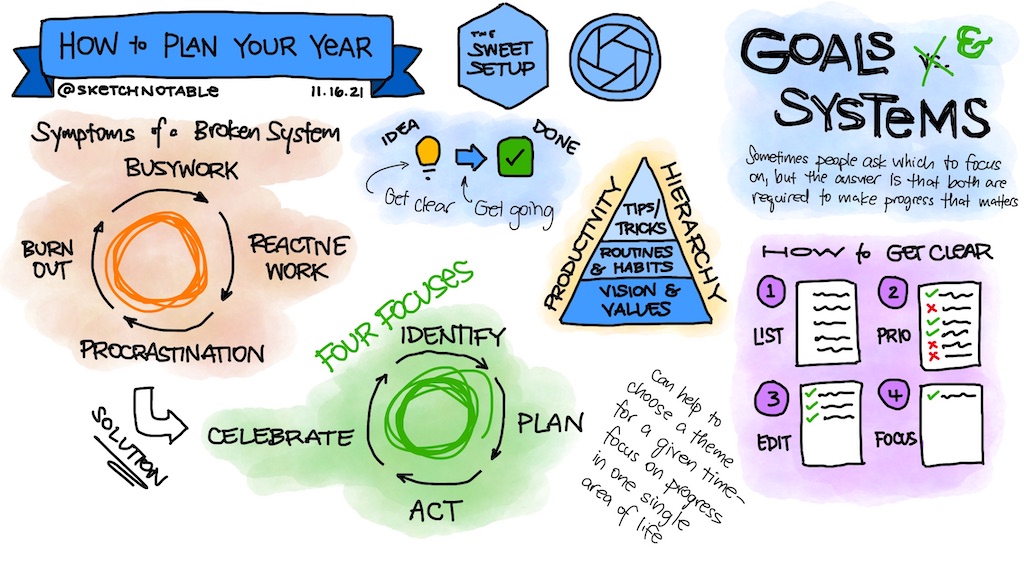 HOW to PLAN YOUR YEAR
@SKETCHNOTABLE 11.16.21
THE
SWEET
SETUP
Symptoms of a Broken System
BUSYWORK
REACTIVE
WORK
PROCRASTINATION
BURN
OUT
SOLUTION
IDEA
DONE
Get clear
Get going
FOUR FOCUSES
IDENTIFY
PLAN
ACT
CELEBRATE
PRODUCTIVITY
HIERARCHY
TIPS/
TRICKS
ROUTINES
& HABITS
VISION &
VALUES
Can help to
choose a theme
for a given time-
focus on progress
in one single
area of life
GOALS vs. &
SYSTEMS
Sometimes people ask which to focus
on, but the answer is that both are
required to make progress that matters
HOW to GET CLEAR
1
LIST
2
PRIO
3
EDIT
4
FOCUS